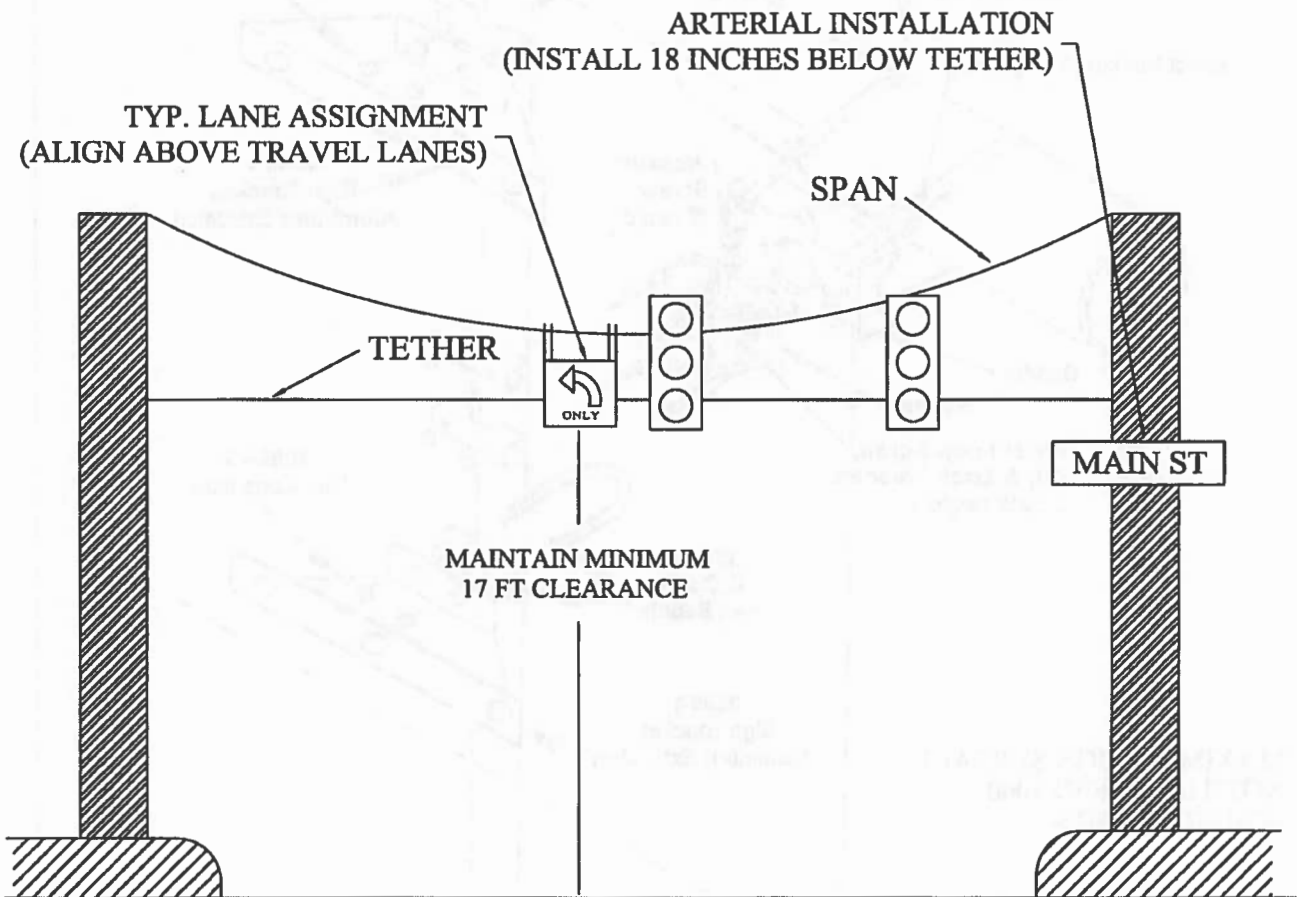 ARTERIAL INSTALLATION
(INSTALL 18 INCHES BELOW TETHER)
TYP. LANE ASSIGNMENT
(ALIGN ABOVE TRAVEL LANES)
SPAN
TETHER
ONLY
MAIN ST
MAINTAIN MINIMUM
17 FT CLEARANCE